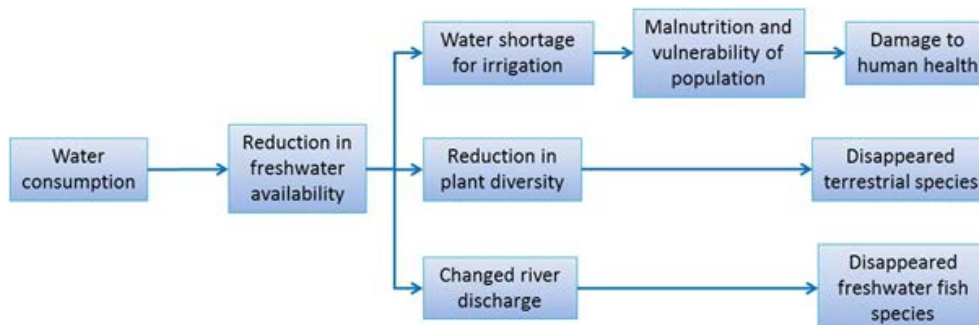 Water
consumption
Reduction in
freshwater
availability
Water shortage
for irrigation
Malnutrition and
vulnerability of
population
Damage to
human health
Reduction in
plant diversity
Disappeared
terrestrial species
Changed river
discharge
Disappeared
freshwater fish
species